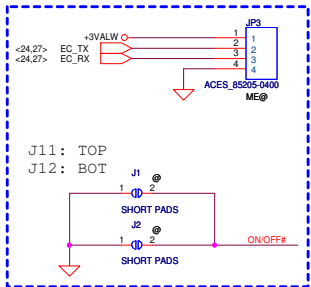 JP3
+3VALW 1 1
<24,27> EC_TX 2 2
<24,27> EC_RX 3 3
4 4
ACES_85205-0400
ME@
J11: TOP
J12: BOT
J1 @
1 2
SHORT PADS
J2 @
1 2 ON/OFF#
SHORT PADS